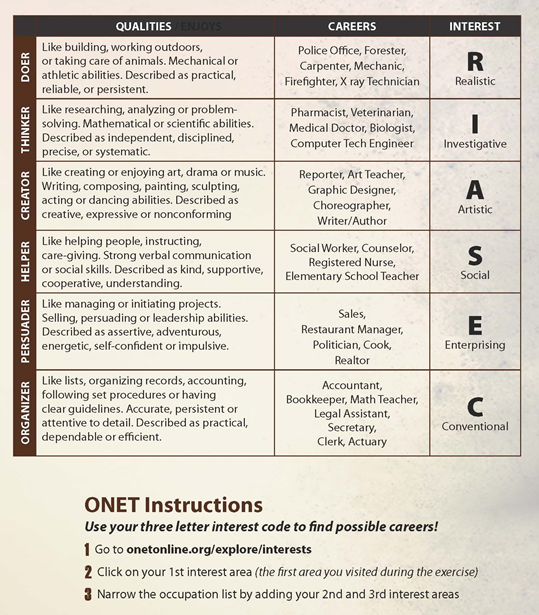 QUALITIES / ENJOYS CAREERS INTEREST
DOER
Like building, working outdoors,
or taking care of animals. Mechanical or
athletic abilities. Described as practical,
reliable, or persistent.
Police Office, Forester,
Carpenter, Mechanic,
Firefighter, X ray Technician
R
Realistic
THINKER
Like researching, analyzing or problem-
solving. Mathematical or scientific abilities.
Described as independent, disciplined,
precise, or systematic.
Pharmacist, Veterinarian,
Medical Doctor, Biologist,
Computer Tech Engineer
I
Investigative
CREATOR
Like creating or enjoying art, drama or music.
Writing, composing, painting, sculpting,
acting or dancing abilities. Described as
creative, expressive or nonconforming
Reporter, Art Teacher,
Graphic Designer,
Choreographer,
Writer/Author
A
Artistic
HELPER
Like helping people, instructing,
care-giving. Strong verbal communication
or social skills. Described as kind, supportive,
cooperative, understanding.
Social Worker, Counselor,
Registered Nurse,
Elementary School Teacher
S
Social
PERSUADER
Like managing or initiating projects.
Selling, persuading or leadership abilities.
Described as assertive, adventurous,
energetic, self-confident or impulsive.
Sales,
Restaurant Manager,
Politician, Cook,
Realtor
E
Enterprising
ORGANIZER
Like lists, organizing records, accounting,
following set procedures or having
clear guidelines. Accurate, persistent or
attentive to detail. Described as practical,
dependable or efficient.
Accountant,
Bookkeeper, Math Teacher,
Legal Assistant,
Secretary,
Clerk, Actuary
C
Conventional
ONET Instructions
Use your three letter interest code to find possible careers!
1 Go to onetonline.org/explore/interests
2 Click on your 1st interest area (the first area you visited during the exercise)
3 Narrow the occupation list by adding your 2nd and 3rd interest areas